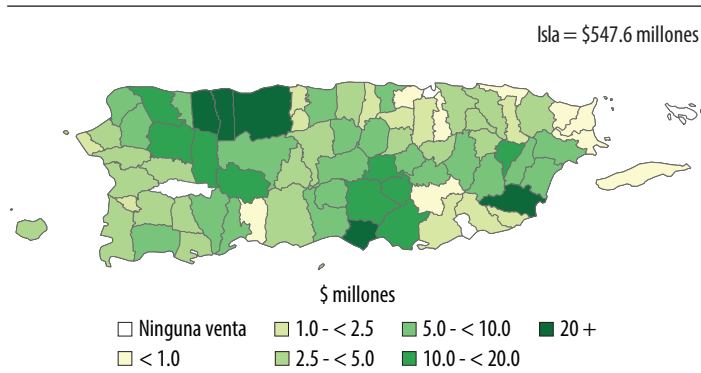 Isla = $547.6 millones
$ millones
Ninguna venta 1.0 - < 2.5 5.0 - < 10.0 20 +
< 1.0 2.5 - < 5.0 10.0 - < 20.0